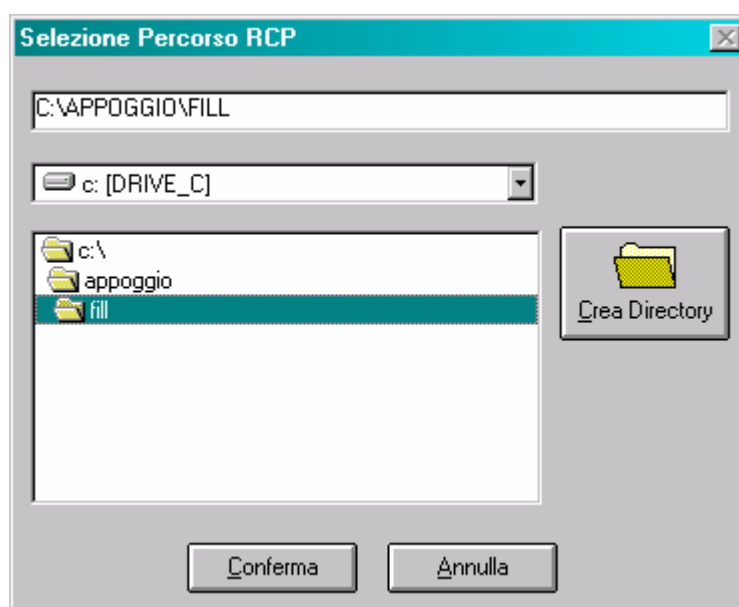 Selezione Percorso RCP
C:\APPOGGIO\FILL
c: [DRIVE_C]
c:\
appoggio
fill
Crea Directory
Conferma
Annulla